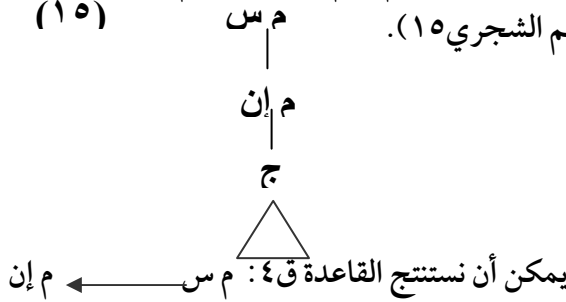 م الشجري١٥). م س (١٥)
م إن
ج
يمكن أن نستنتج القاعدة ق٤: م س ← م إن